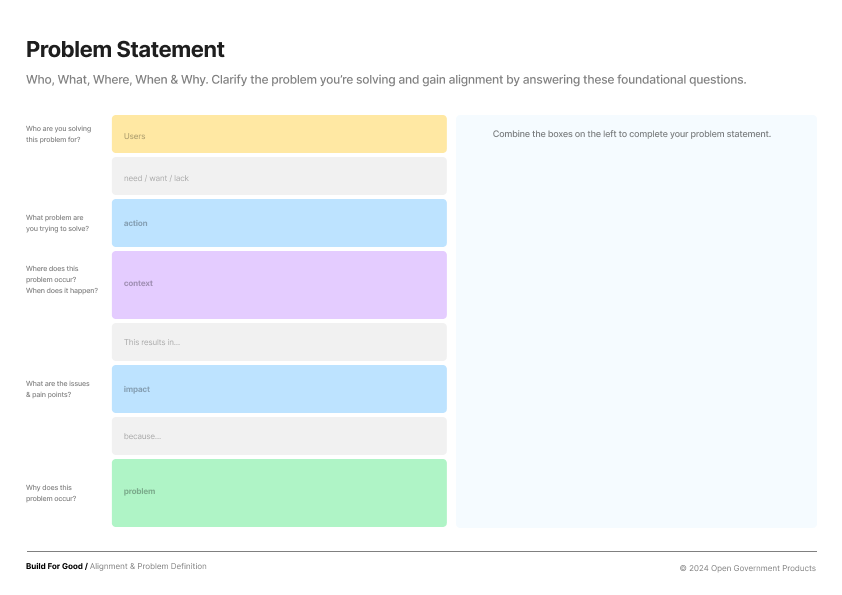 Problem Statement
Who, What, Where, When & Why. Clarify the problem you're solving and gain alignment by answering these foundational questions.
Who are you solving
this problem for?
Users
need / want / lack
What problem are
you trying to solve?
action
Where does this
problem occur?
When does it happen?
context
This results in...
What are the issues
& pain points?
impact
because...
Why does this
problem occur?
problem
Combine the boxes on the left to complete your problem statement.
Build For Good / Alignment & Problem Definition
© 2024 Open Government Products